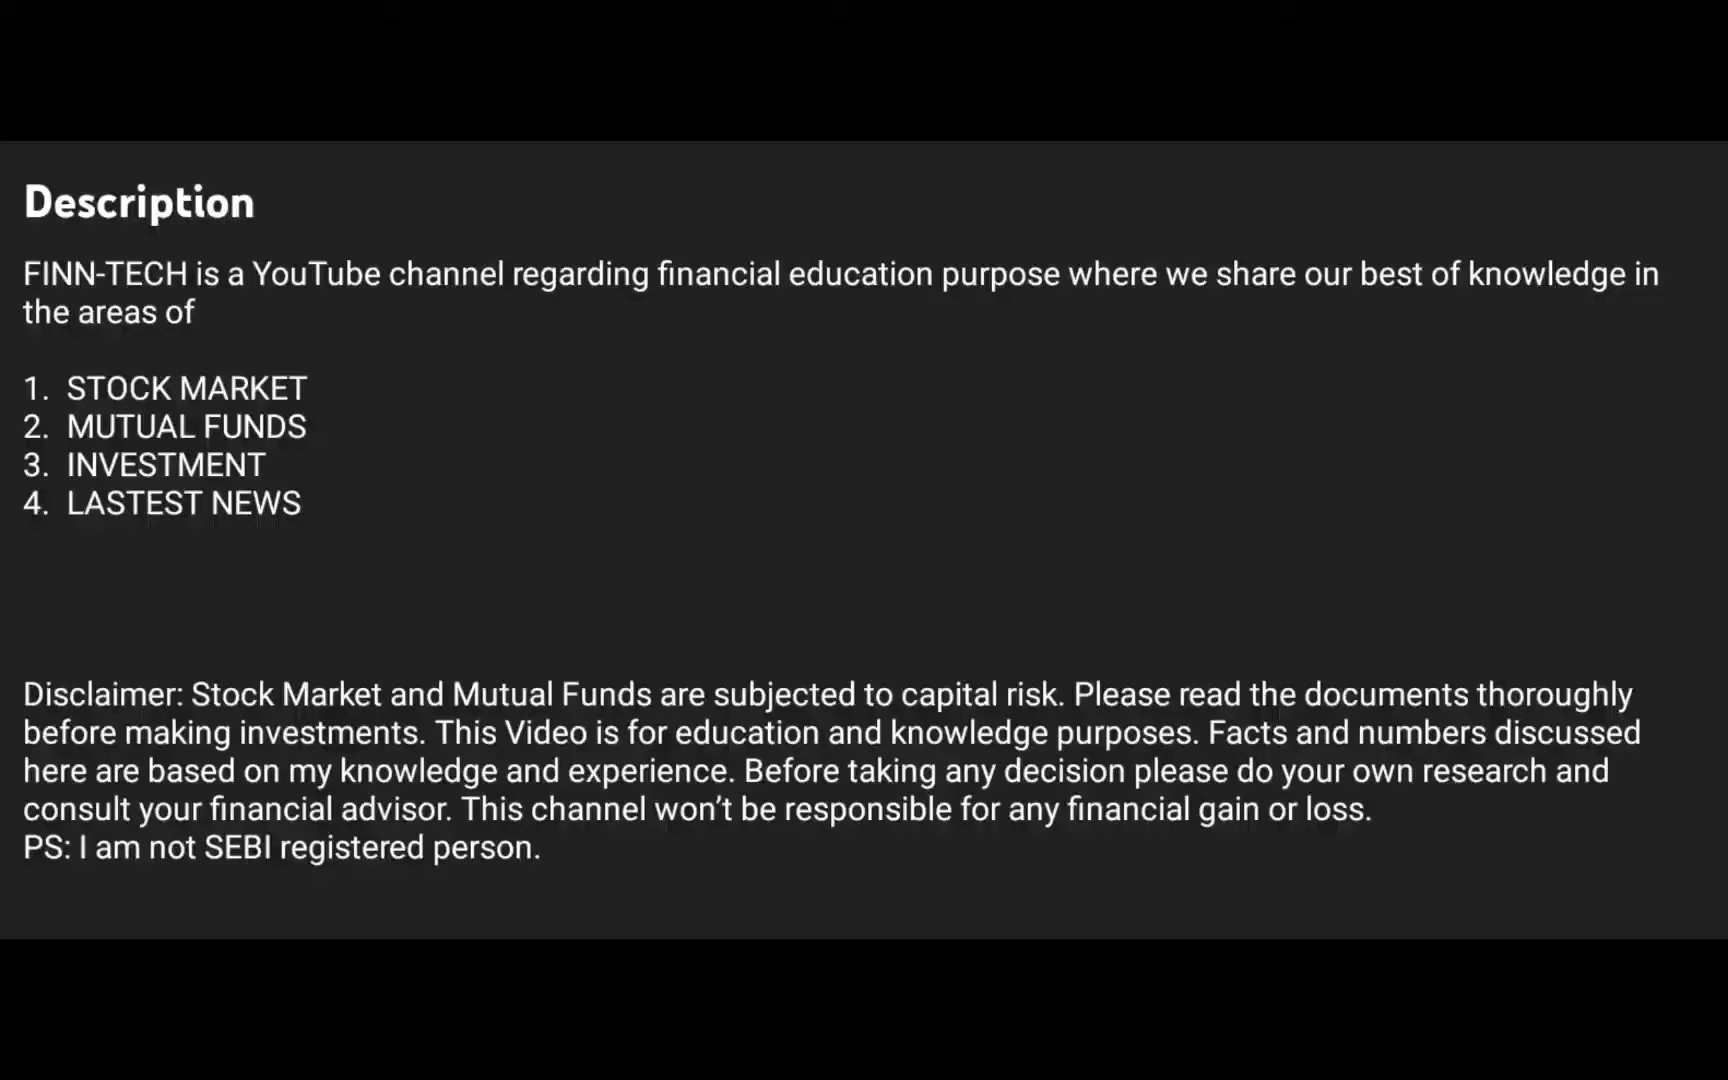 Description
FINN-TECH is a YouTube channel regarding financial education purpose where we share our best of knowledge in
the areas of
1. STOCK MARKET
2. MUTUAL FUNDS
3. INVESTMENT
4. LASTEST NEWS
Disclaimer: Stock Market and Mutual Funds are subjected to capital risk. Please read the documents thoroughly
before making investments. This Video is for education and knowledge purposes. Facts and numbers discussed
here are based on my knowledge and experience. Before taking any decision please do your own research and
consult your financial advisor. This channel won’t be responsible for any financial gain or loss.
PS: I am not SEBI registered person.